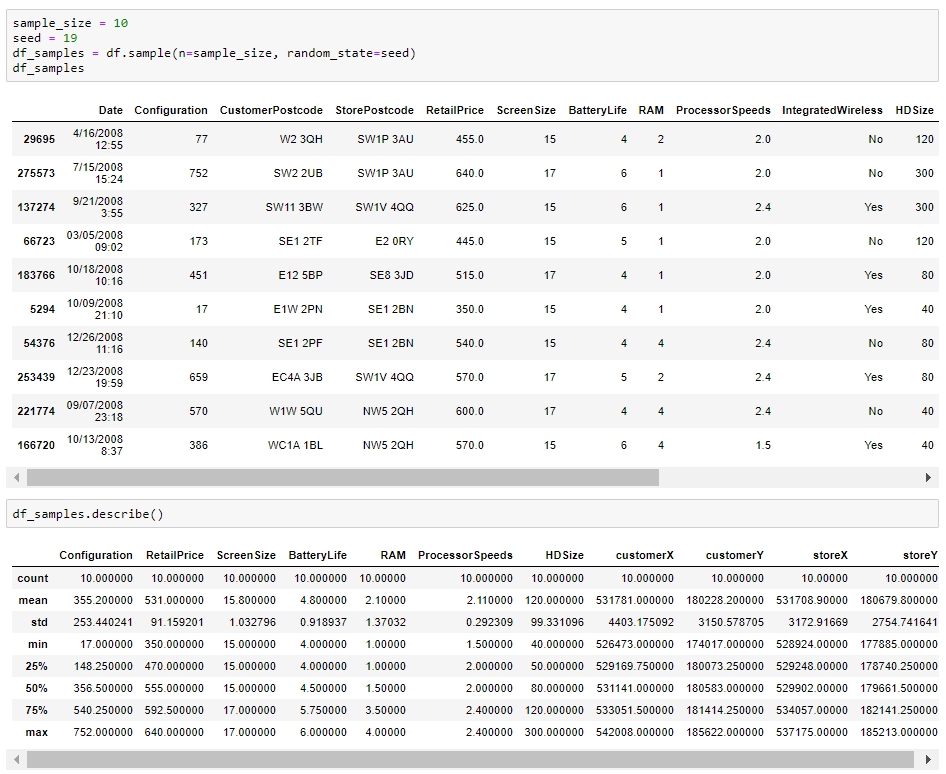 sample_size = 10
seed = 19
df_samples = df.sample(n=sample_size, random_state=seed)
df_samples
Date Configuration CustomerPostcode StorePostcode RetailPrice ScreenSize BatteryLife RAM ProcessorSpeeds IntegratedWireless HDSize
29695 4/16/2008 12:55 77 W2 3QH SW1P 3AU 455.0 15 4 2 2.0 No 120
275573 7/15/2008 15:24 752 SW2 2UB SW1P 3AU 640.0 17 6 1 2.0 No 300
137274 9/21/2008 3:55 327 SW11 3BW SW1V 4QQ 625.0 15 6 1 2.4 Yes 300
66723 03/05/2008 09:02 173 SE1 2TF E2 0RY 445.0 15 5 1 2.0 No 120
183766 10/18/2008 10:16 451 E12 5BP SE8 3JD 515.0 17 4 1 2.0 Yes 80
5294 10/09/2008 21:10 17 E1W 2PN SE1 2BN 350.0 15 4 1 2.0 Yes 40
54376 12/26/2008 11:16 140 SE1 2PF SE1 2BN 540.0 15 4 4 2.4 No 80
253439 12/23/2008 19:59 659 EC4A 3JB SW1V 4QQ 570.0 17 5 2 2.4 Yes 80
221774 09/07/2008 23:18 570 W1W 5QU NW5 2QH 600.0 17 4 4 2.4 No 40
166720 10/13/2008 8:37 386 WC1A 1BL NW5 2QH 570.0 15 6 4 1.5 Yes 40
df_samples.describe()
Configuration RetailPrice ScreenSize BatteryLife RAM ProcessorSpeeds HDSize customerX customerY storeX storeY
count 10.000000 10.000000 10.000000 10.000000 10.00000 10.000000 10.000000 10.000000 10.000000 10.00000 10.000000
mean 355.200000 531.000000 15.800000 4.800000 2.10000 2.110000 120.000000 531781.000000 180228.200000 531708.90000 180679.800000
std 253.440241 91.159201 1.032796 0.918937 1.37032 0.292309 99.331096 4403.175092 3150.578705 3172.91669 2754.741641
min 17.000000 350.000000 15.000000 4.000000 1.00000 1.500000 40.000000 526473.000000 174017.000000 528924.00000 177885.000000
25% 148.250000 470.000000 15.000000 4.000000 1.00000 2.000000 50.000000 529169.750000 180073.250000 529248.00000 178740.250000
50% 356.500000 555.000000 15.000000 4.500000 1.50000 2.000000 80.000000 531141.000000 180583.000000 529902.00000 179661.500000
75% 540.250000 592.500000 17.000000 5.750000 3.50000 2.400000 120.000000 533051.500000 181414.250000 534057.00000 182141.250000
max 752.000000 640.000000 17.000000 6.000000 4.00000 2.400000 300.000000 542008.000000 185622.000000 537175.00000 185213.000000